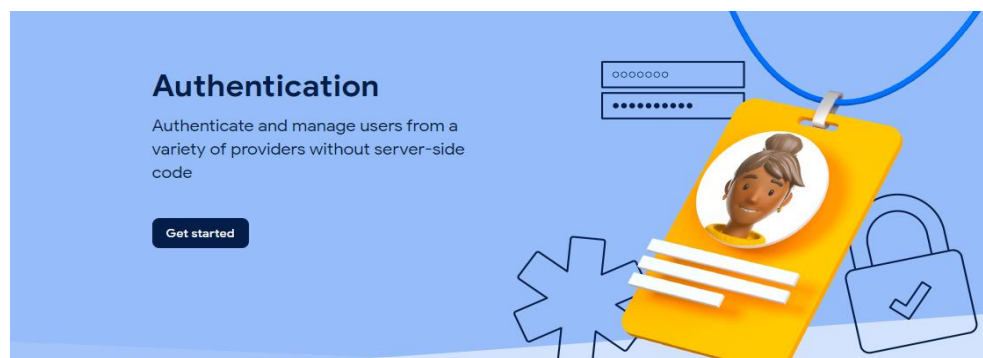 Authentication
Authenticate and manage users from a
variety of providers without server-side
code
Get started